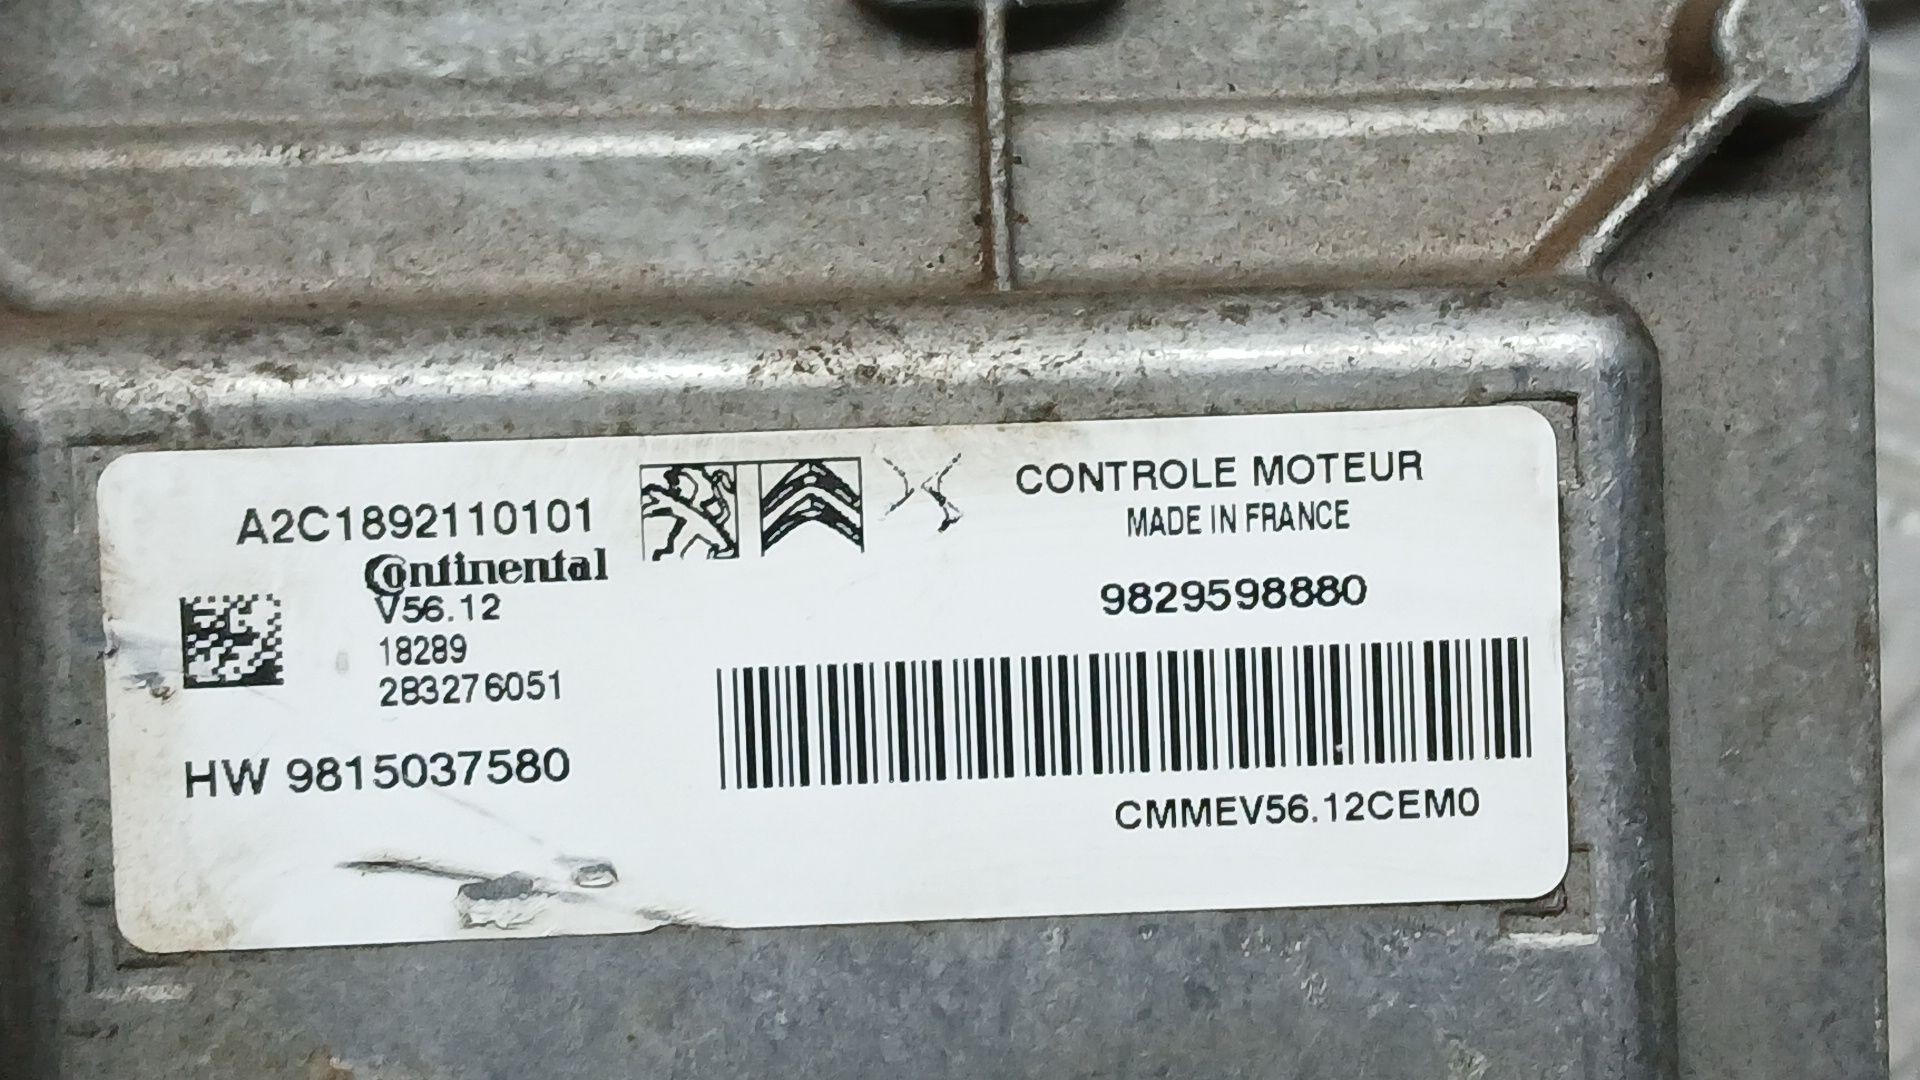 A2C1892110101
Continental
V56.12
18289
283276051
HW 9815037580
CONTROLE MOTEUR
MADE IN FRANCE
9829598880
CMMEV56.12CEM0